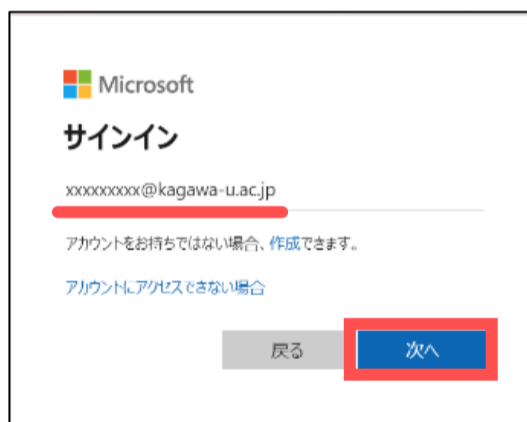 Microsoft
サインイン
xxxxxxxxx@kagawa-u.ac.jp
アカウントをお持ちではない場合、作成できます。
アカウントにアクセスできない場合
戻る
次へ